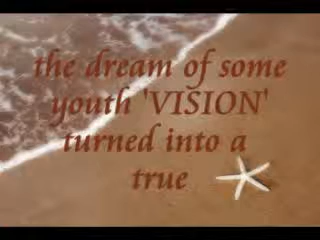 the dream of some
youth 'VISION'
turned into a
true